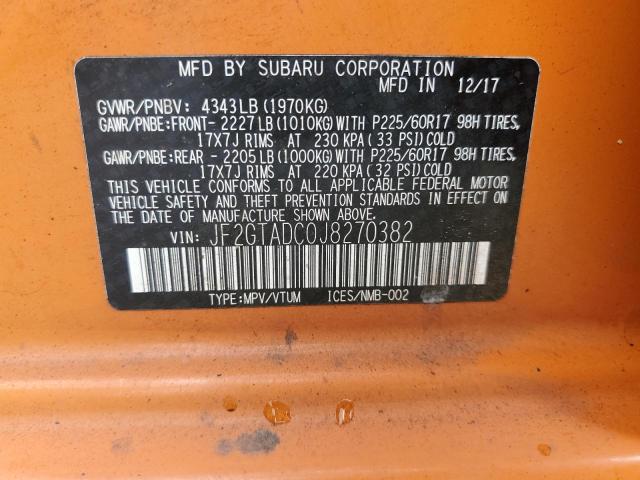 MFD BY SUBARU CORPORATION
MFD IN 12/17
GVWR/PNBV: 4343LB (1970KG)
GAWR/PNBE:FRONT- 2227LB (1010KG) WITH P225/60R17 98H TIRES,
17X7J RIMS AT 230 KPA (33 PSI) COLD
GAWR/PNBE:REAR - 2205LB (1000KG) WITH P225/60R17 98H TIRES,
17X7J RIMS AT 220 KPA (32 PSI) COLD
THIS VEHICLE CONFORMS TO ALL APPLICABLE FEDERAL MOTOR
VEHICLE SAFETY AND THEFT PREVENTION STANDARDS IN EFFECT ON
THE DATE OF MANUFACTURE SHOWN ABOVE.
VIN: JF2GTADC0J8270382
TYPE:MPV/VTUM ICES/NMB-002